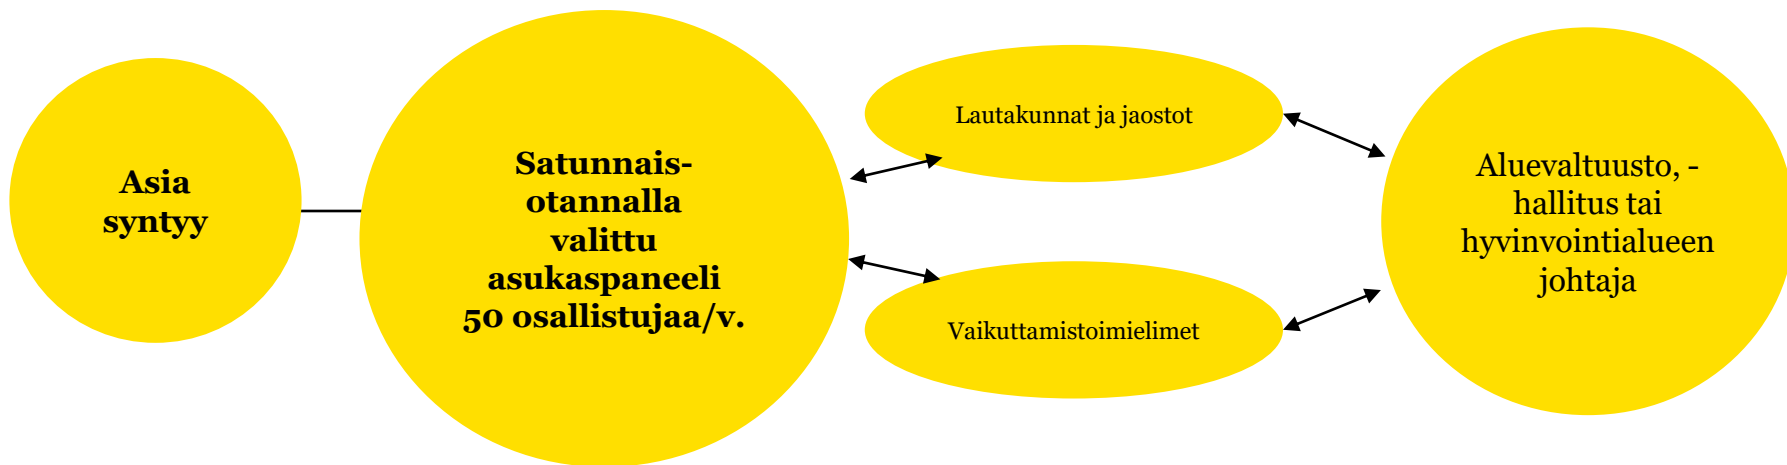 Asia
syntyy
Satunnais-
otannalla
valittu
asukaspaneeli
50 osallistujaa/v.
Lautakunnat ja jaostot
Vaikuttamistoimielimet
Aluevaltuusto, -
hallitus tai
hyvinvointialueen
johtaja